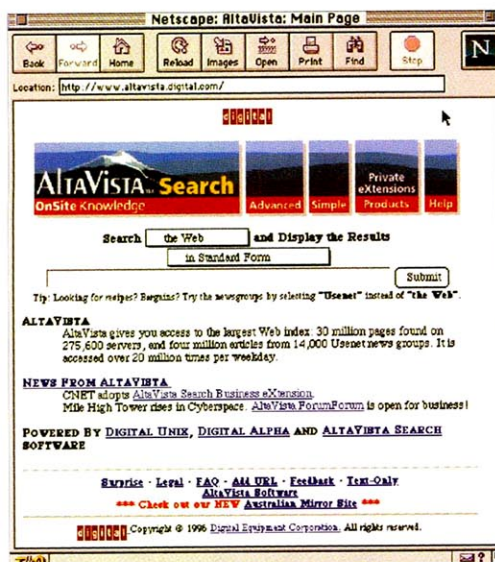 Netscape: AltaVista: Main Page
Back Forward Home Reload Images Open Print Find Stop
N
Location: http://www.altavista.digital.com/
digital
ALTAVISTA Search
OnSite Knowledge
Advanced Simple Private eXtensions Products Help
Search the Web and Display the Results
in Standard Form
Submit
Tip: Looking for recipes? Bargains? Try the newsgroups by selecting "Usenet" instead of "the Web".
ALTAVISTA
AltaVista gives you access to the largest Web index: 30 million pages found on
275,600 servers, and four million articles from 14,000 Usenet news groups. It is
accessed over 20 million times per weekday.
NEWS FROM ALTAVISTA
CNET adopts AltaVista Search Business eXtension.
Mile High Tower rises in Cyberspace. AltaVista ForumForum is open for business!
POWERED BY DIGITAL UNIX, DIGITAL ALPHA AND ALTAVISTA SEARCH
SOFTWARE
Surprise · Legal · FAQ · Add URL · Feedback · Text-Only
AltaVista Software
*** Check out our NEW Australian Mirror Site ***
digital Copyright © 1996 Digital Equipment Corporation. All rights reserved.